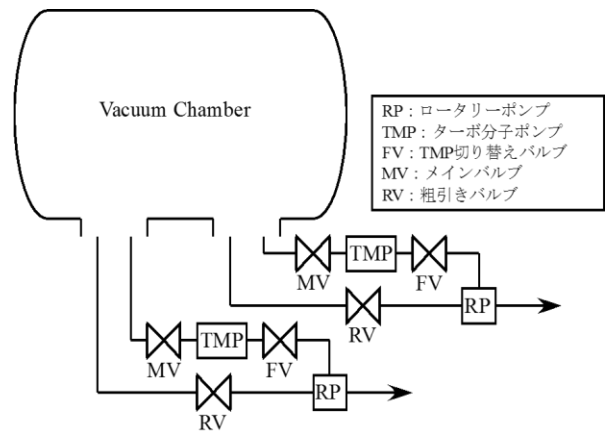 Vacuum Chamber
RP：ロータリーポンプ
TMP：ターボ分子ポンプ
FV：TMP切り替えバルブ
MV：メインバルブ
RV：粗引きバルブ
TMP
MV
FV
RP
RV
TMP
MV
FV
RP
RV